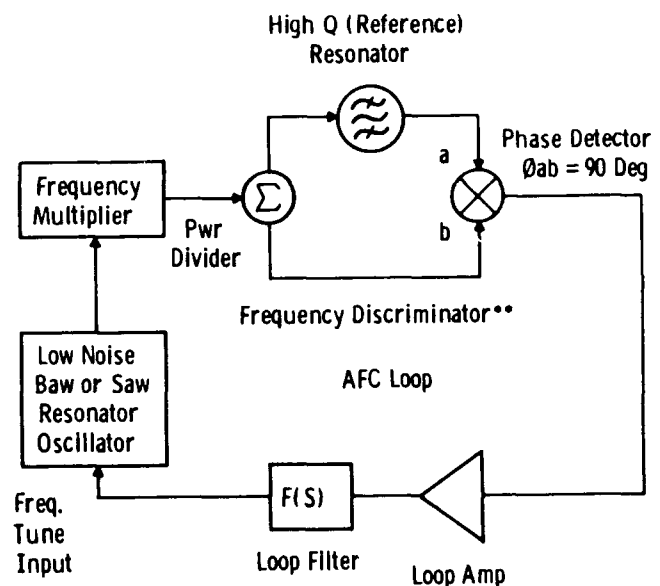 High Q (Reference)
Resonator
Phase Detector
Øab = 90 Deg
a
Frequency
Multiplier
Σ
b
Pwr
Divider
Frequency Discriminator**
Low Noise
Baw or Saw
Resonator
Oscillator
AFC Loop
Freq.
Tune
Input
F(S)
Loop Filter
Loop Amp